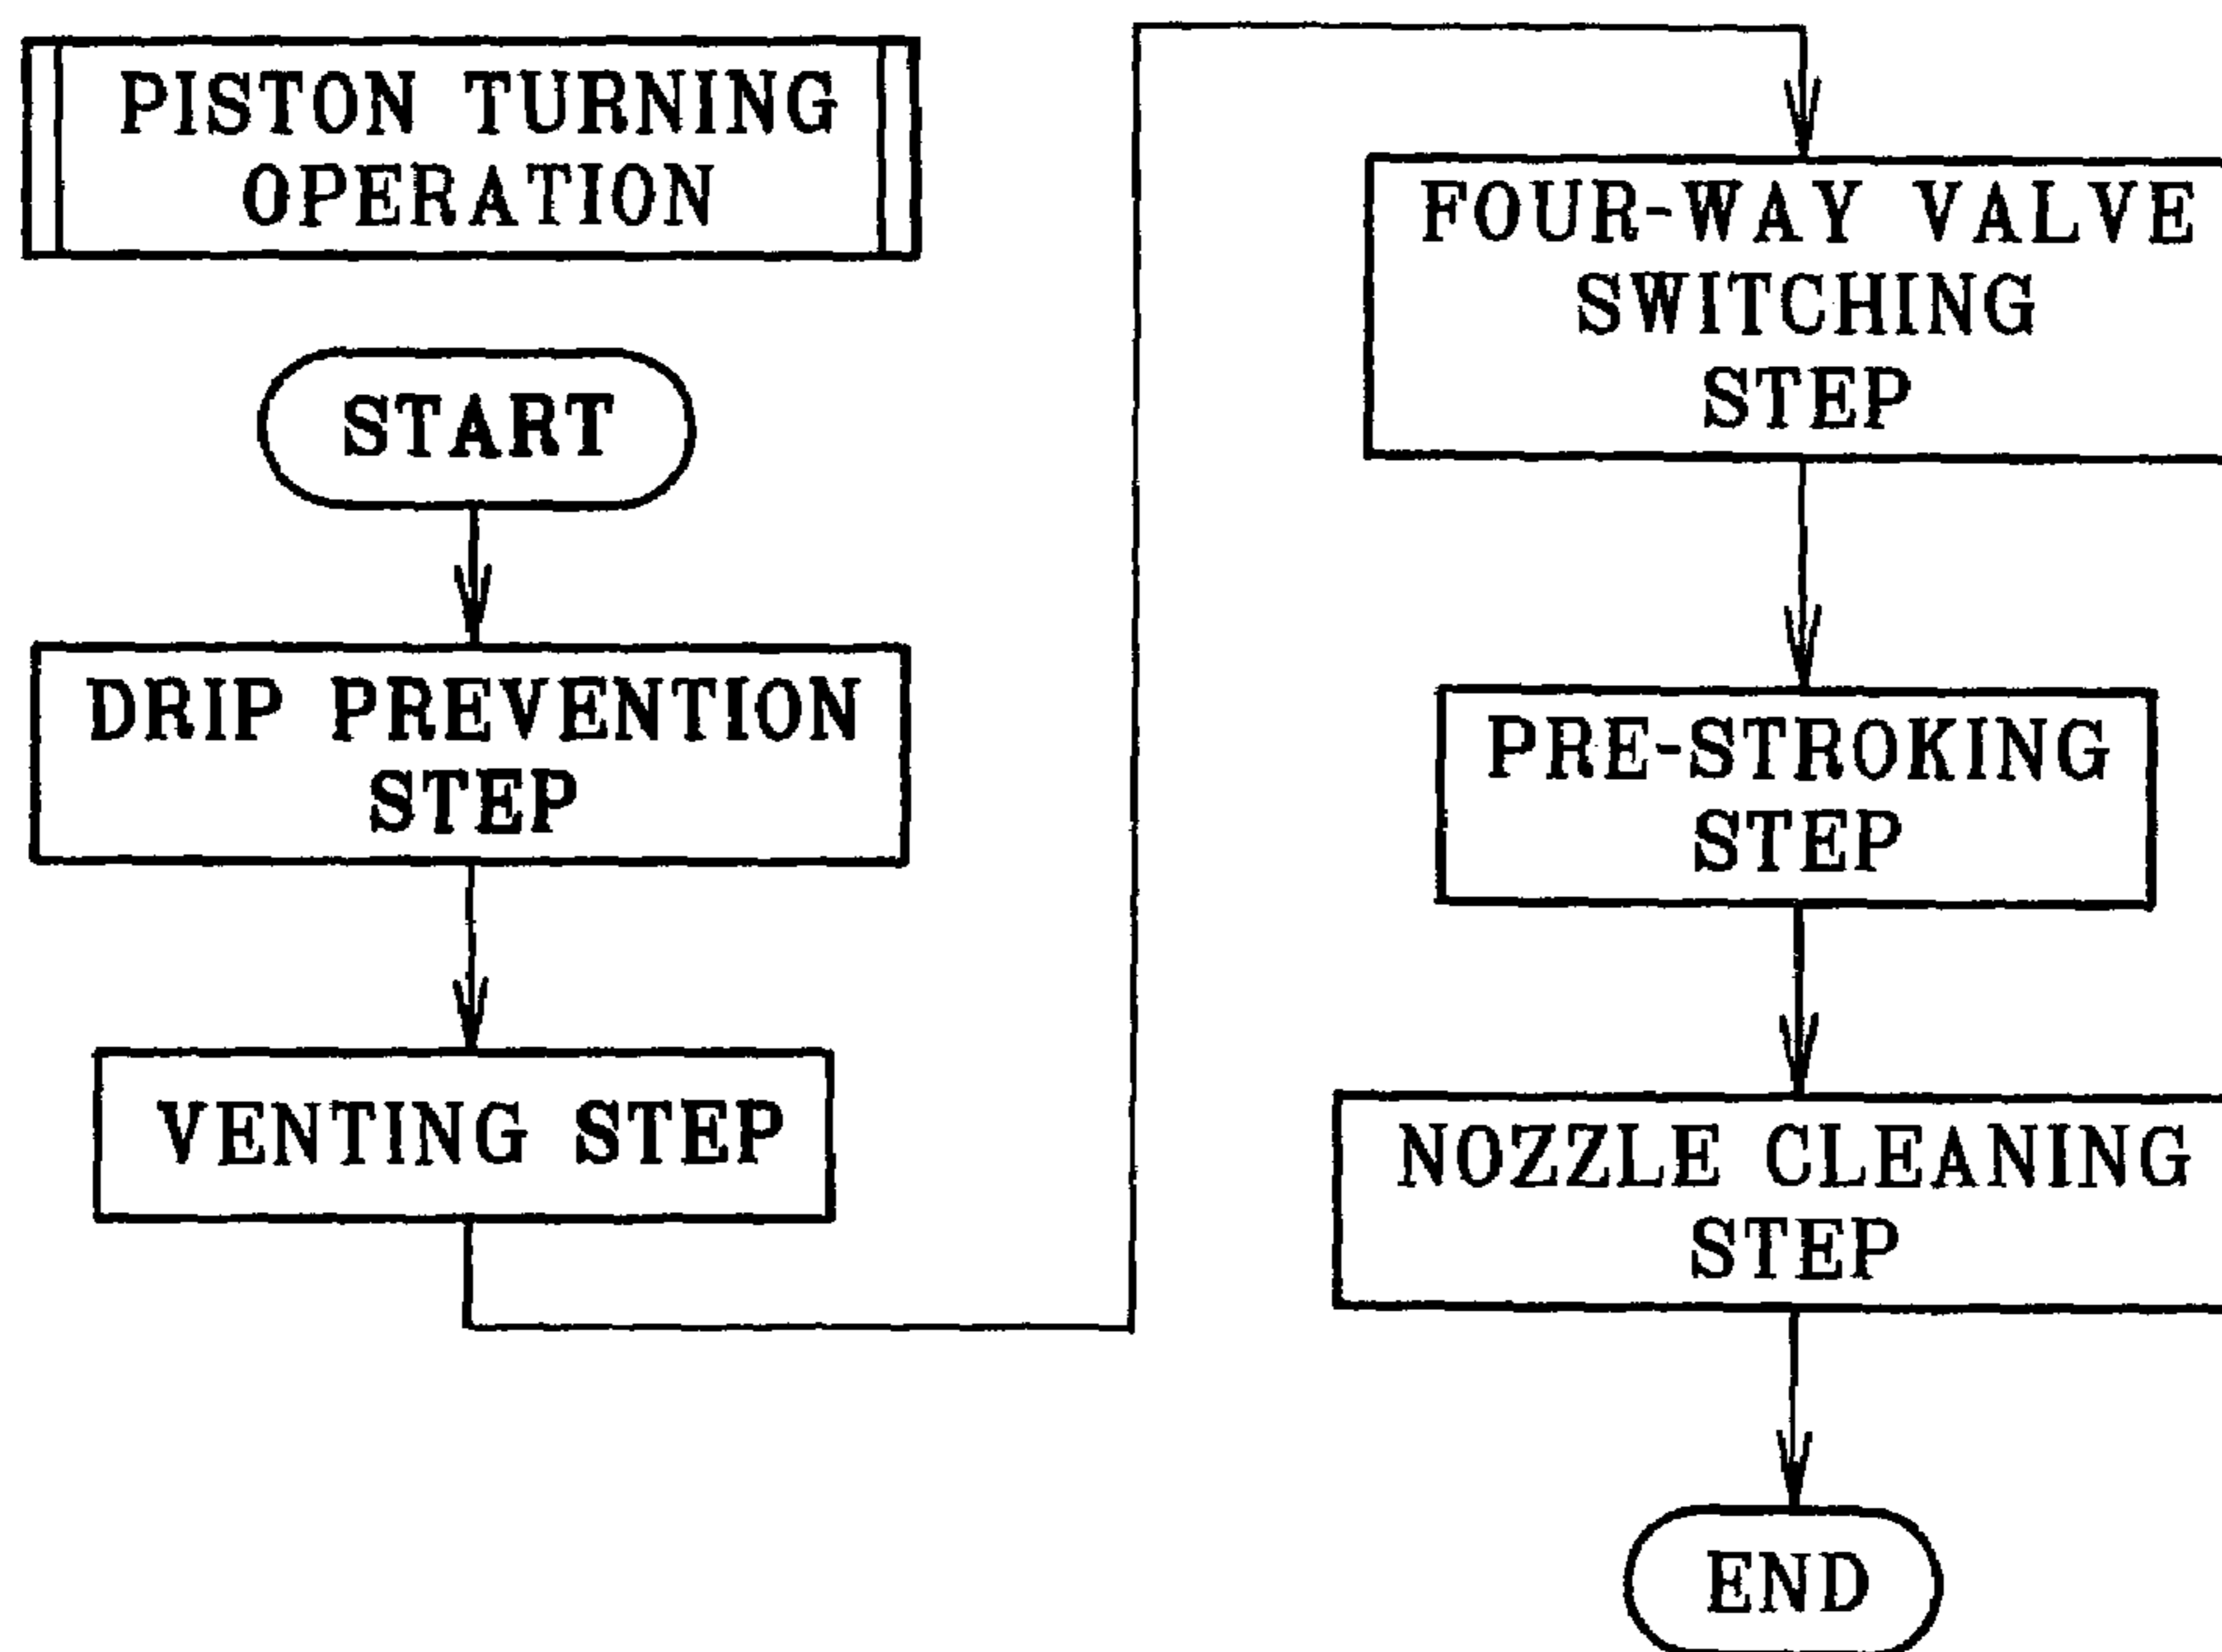 PISTON TURNING
OPERATION
START
DRIP PREVENTION
STEP
VENTING STEP
FOUR-WAY VALVE
SWITCHING
STEP
PRE-STROKING
STEP
NOZZLE CLEANING
STEP
END